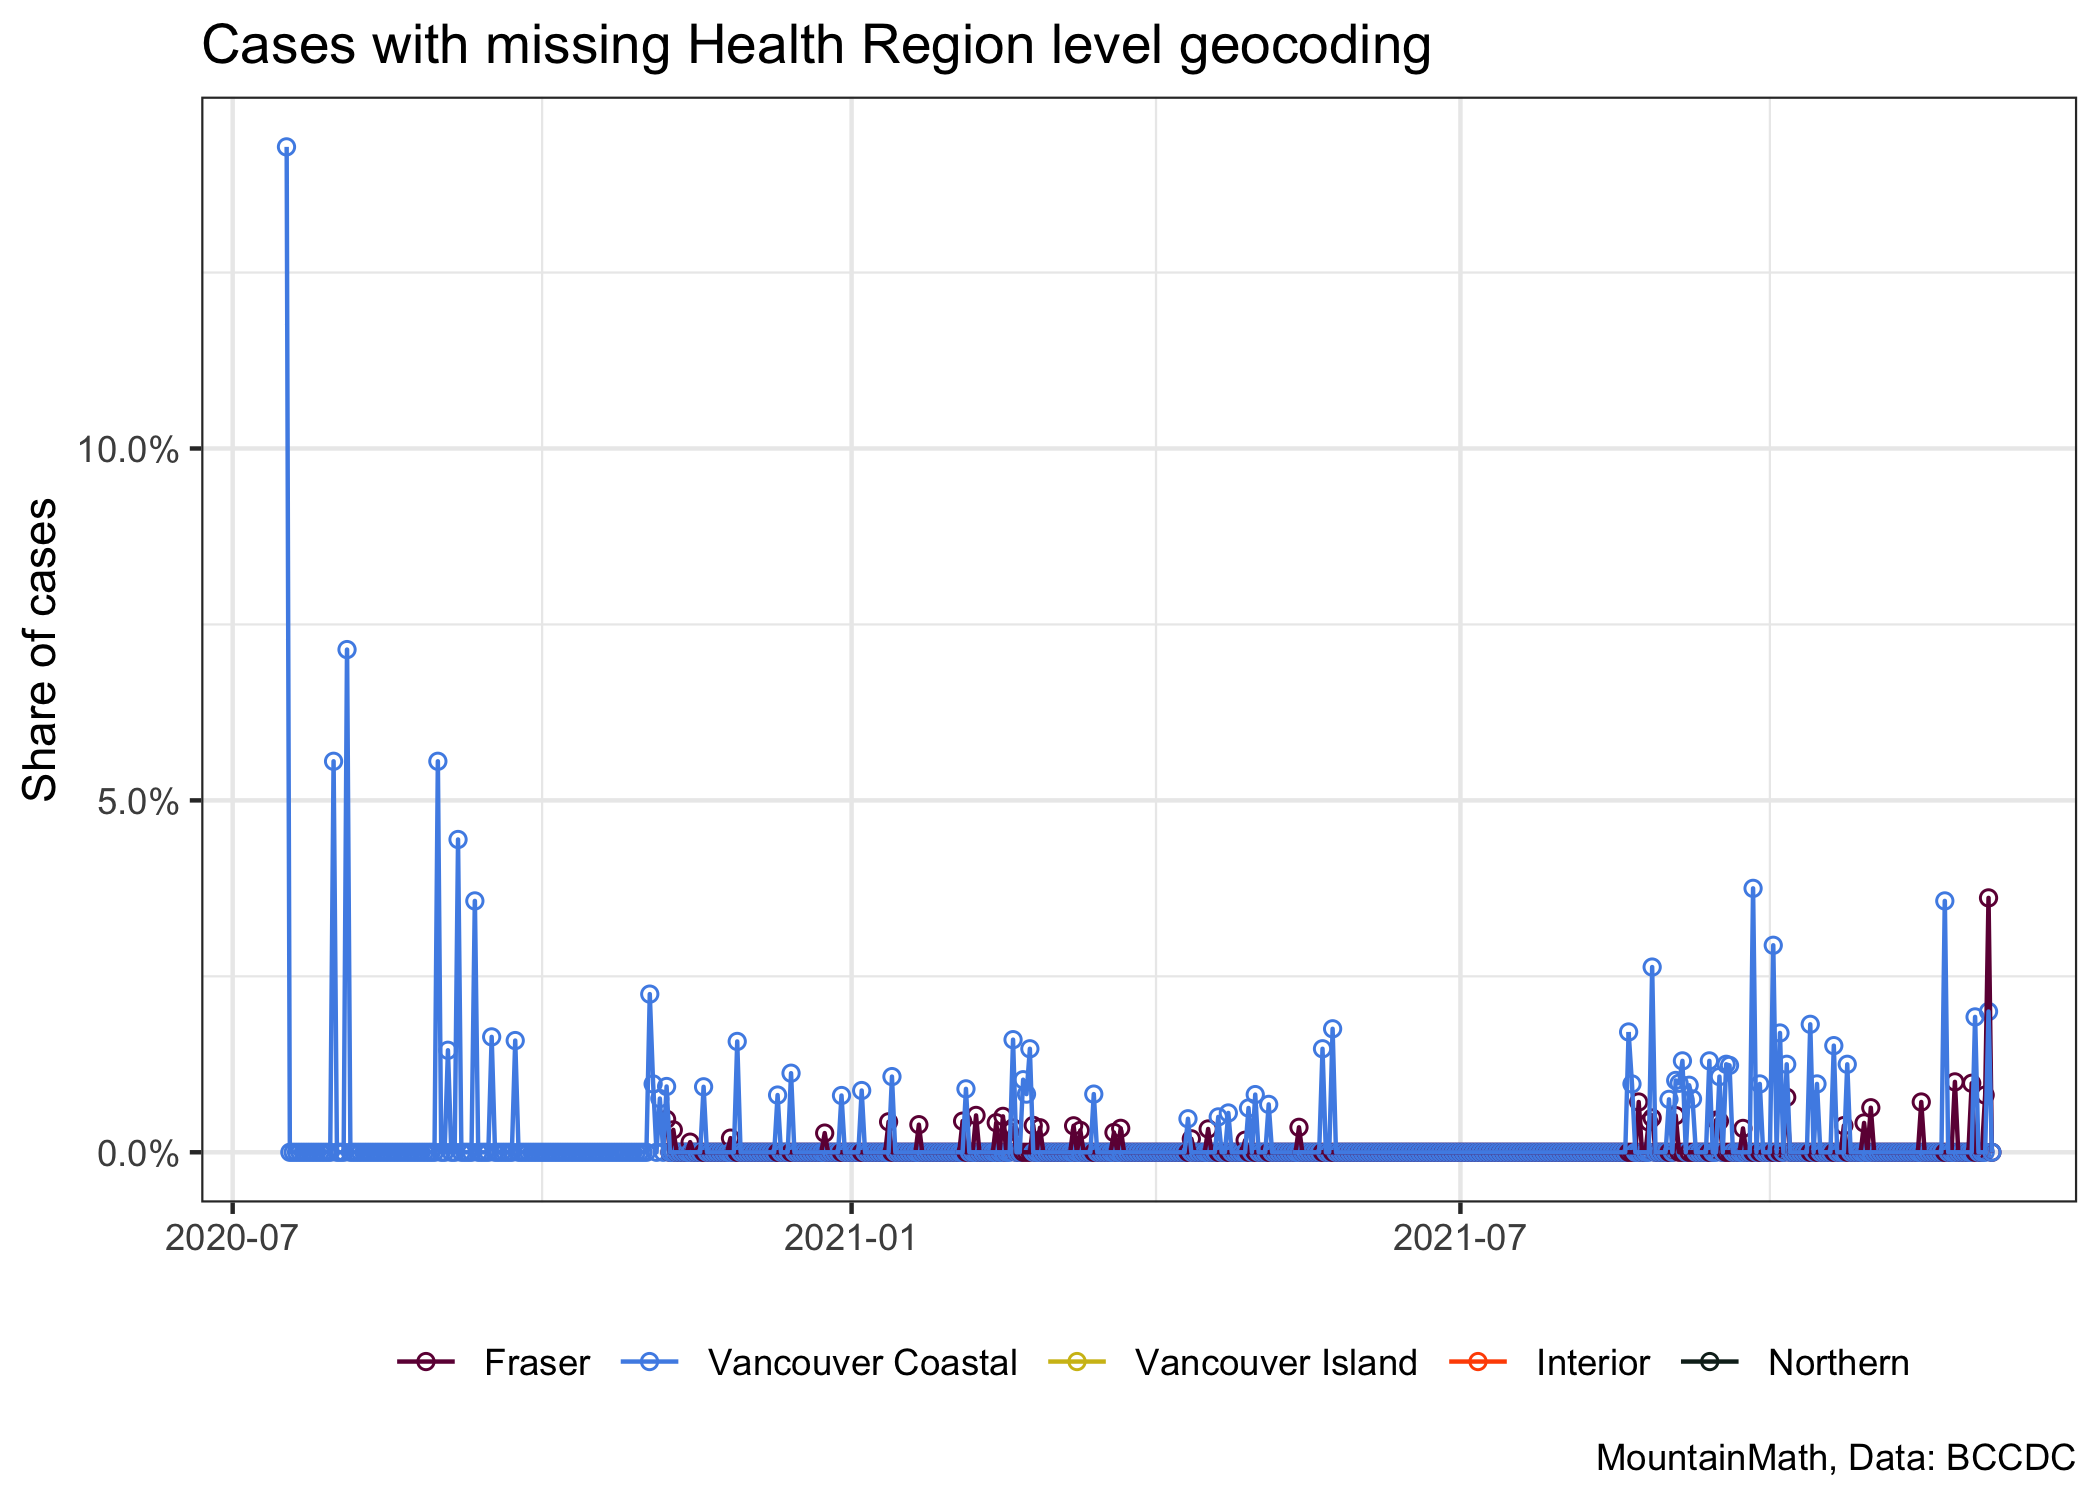 Cases with missing Health Region level geocoding
Share of cases
10.0%
5.0%
0.0%
2020-07 2021-01 2021-07
Fraser Vancouver Coastal Vancouver Island Interior Northern
MountainMath, Data: BCCDC